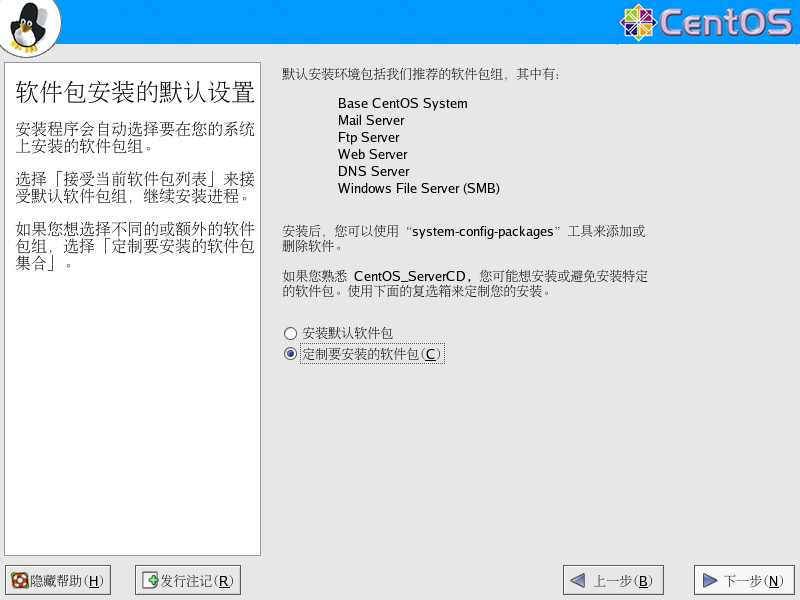 CentOS
软件包安装的默认设置
安装程序会自动选择要在您的系统
上安装的软件包组。
选择「接受当前软件包列表」来接
受默认软件包组，继续安装进程。
如果您想选择不同的或额外的软件
包组，选择「定制要安装的软件包
集合」。
默认安装环境包括我们推荐的软件包组，其中有:
Base CentOS System
Mail Server
Ftp Server
Web Server
DNS Server
Windows File Server (SMB)
安装后，您可以使用 “system-config-packages” 工具来添加或
删除软件。
如果您熟悉 CentOS_ServerCD，您可能想安装或避免安装特定
的软件包。使用下面的复选箱来定制您的安装。
安装默认软件包
定制要安装的软件包(C)
隐藏帮助(H)
发行注记(R)
上一步(B)
下一步(N)